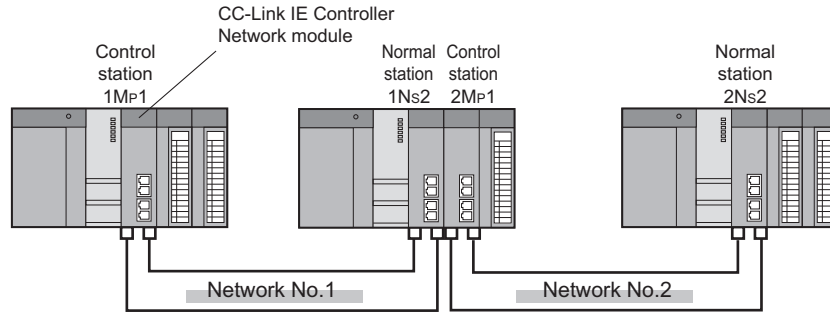 CC-Link IE Controller
Network module
Control
station
1MP1
Normal
station
1NS2
Control
station
2MP1
Normal
station
2NS2
Network No.1
Network No.2